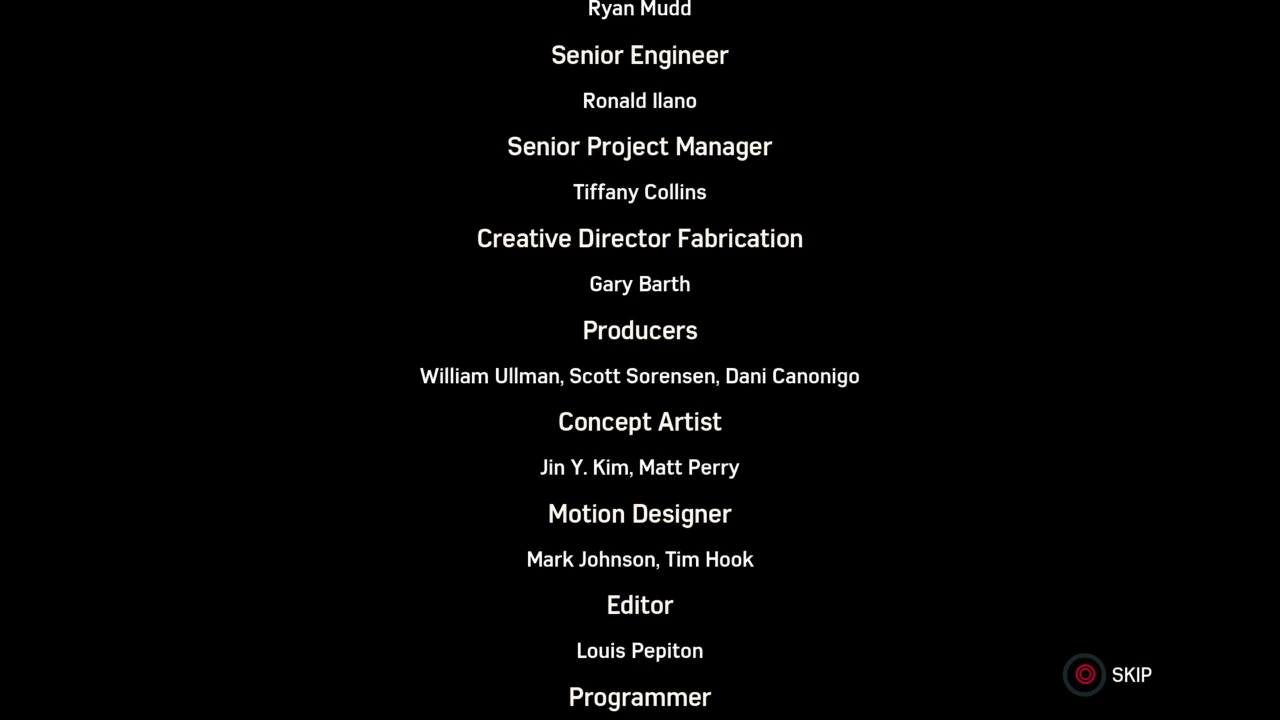 Ryan Mudd
Senior Engineer
Ronald Ilano
Senior Project Manager
Tiffany Collins
Creative Director Fabrication
Gary Barth
Producers
William Ullman, Scott Sorensen, Dani Canonigo
Concept Artist
Jin Y. Kim, Matt Perry
Motion Designer
Mark Johnson, Tim Hook
Editor
Louis Pepiton
SKIP
Programmer